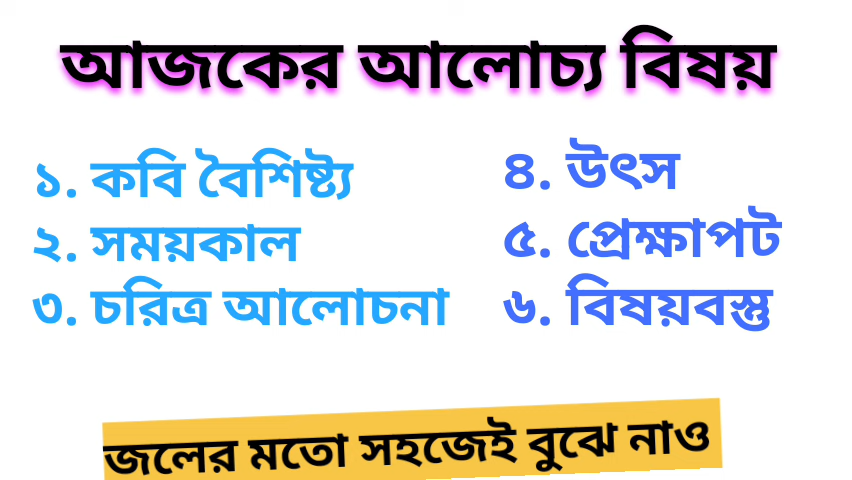 আজকের আলোচ্য বিষয়
১. কবি বৈশিষ্ট্য
২. সময়কাল
৩. চরিত্র আলোচনা
৪. উৎস
৫. প্রেক্ষাপট
৬. বিষয়বস্তু
জলের মতো সহজেই বুঝে নাও